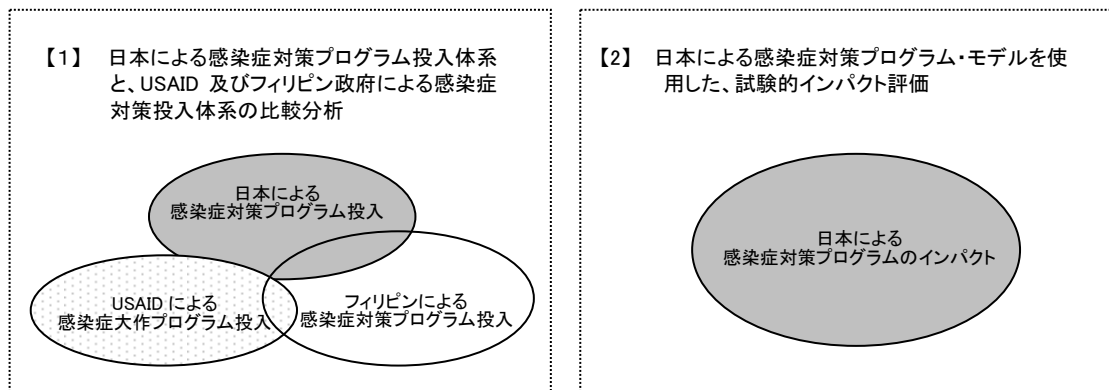 【1】 日本による感染症対策プログラム投入体系
と、USAID 及びフィリピン政府による感染症
対策投入体系の比較分析
日本による
感染症対策プログラム投入
USAID による
感染症大作プログラム投入
フィリピンによる
感染症対策プログラム投入
【2】 日本による感染症対策プログラム・モデルを使
用した、試験的インパクト評価
日本による
感染症対策プログラムのインパクト